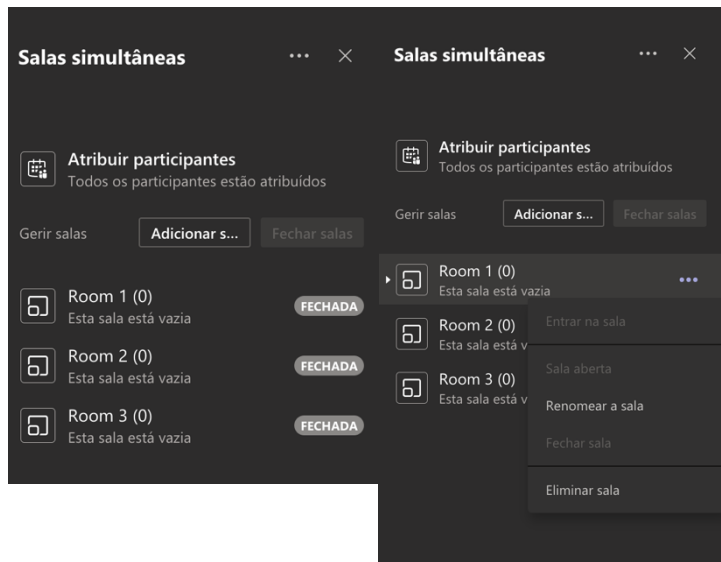 Salas simultâneas
Atribuir participantes
Todos os participantes estão atribuídos
Gerir salas
Adicionar s...
Fechar salas
Room 1 (0)
Esta sala está vazia
FECHADA
Room 2 (0)
Esta sala está vazia
FECHADA
Room 3 (0)
Esta sala está vazia
FECHADA
Salas simultâneas
Atribuir participantes
Todos os participantes estão atribuídos
Gerir salas
Adicionar s...
Fechar salas
Room 1 (0)
Esta sala está vazia
Room 2 (0)
Esta sala está v
Room 3 (0)
Esta sala está v
Entrar na sala
Sala aberta
Renomear a sala
Fechar sala
Eliminar sala